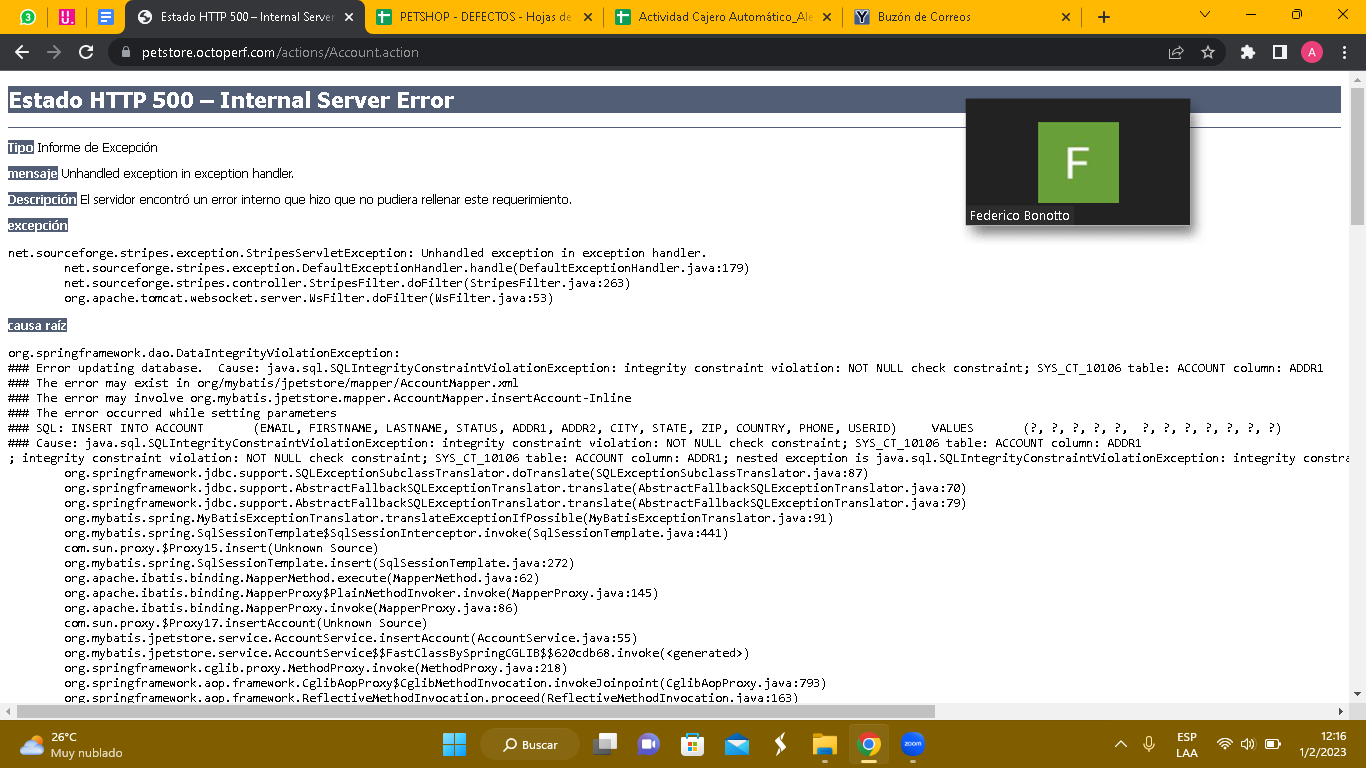 3
Estado HTTP 500 – Internal Server
PETSHOP - DEFECTOS - Hojas de
Actividad Cajero Automático_Ale
Buzón de Correos
petstore.octoperf.com/actions/Account.action
A
Estado HTTP 500 – Internal Server Error
Tipo Informe de Excepción
mensaje Unhandled exception in exception handler.
Descripción El servidor encontró un error interno que hizo que no pudiera rellenar este requerimiento.
excepción
F
Federico Bonotto
net.sourceforge.stripes.exception.StripesServletException: Unhandled exception in exception handler.
net.sourceforge.stripes.exception.DefaultExceptionHandler.handle(DefaultExceptionHandler.java:179)
net.sourceforge.stripes.controller.StripesFilter.doFilter(StripesFilter.java:263)
org.apache.tomcat.websocket.server.WsFilter.doFilter(WsFilter.java:53)
causa raíz
org.springframework.dao.DataIntegrityViolationException:
### Error updating database.  Cause: java.sql.SQLIntegrityConstraintViolationException: integrity constraint violation: NOT NULL check constraint; SYS_CT_10106 table: ACCOUNT column: ADDR1
### The error may exist in org/mybatis/jpetstore/mapper/AccountMapper.xml
### The error may involve org.mybatis.jpetstore.mapper.AccountMapper.insertAccount-Inline
### The error occurred while setting parameters
### SQL: INSERT INTO ACCOUNT       (EMAIL, FIRSTNAME, LASTNAME, STATUS, ADDR1, ADDR2, CITY, STATE, ZIP, COUNTRY, PHONE, USERID)     VALUES       (?, ?, ?, ?, ?,  ?, ?, ?, ?, ?, ?, ?)
### Cause: java.sql.SQLIntegrityConstraintViolationException: integrity constraint violation: NOT NULL check constraint; SYS_CT_10106 table: ACCOUNT column: ADDR1
; integrity constraint violation: NOT NULL check constraint; SYS_CT_10106 table: ACCOUNT column: ADDR1; nested exception is java.sql.SQLIntegrityConstraintViolationException: integrity constra
org.springframework.jdbc.support.SQLExceptionSubclassTranslator.doTranslate(SQLExceptionSubclassTranslator.java:87)
org.springframework.jdbc.support.AbstractFallbackSQLExceptionTranslator.translate(AbstractFallbackSQLExceptionTranslator.java:70)
org.springframework.jdbc.support.AbstractFallbackSQLExceptionTranslator.translate(AbstractFallbackSQLExceptionTranslator.java:79)
org.mybatis.spring.MyBatisExceptionTranslator.translateExceptionIfPossible(MyBatisExceptionTranslator.java:91)
org.mybatis.spring.SqlSessionTemplate$SqlSessionInterceptor.invoke(SqlSessionTemplate.java:441)
com.sun.proxy.$Proxy15.insert(Unknown Source)
org.mybatis.spring.SqlSessionTemplate.insert(SqlSessionTemplate.java:272)
org.apache.ibatis.binding.MapperMethod.execute(MapperMethod.java:62)
org.apache.ibatis.binding.MapperProxy$PlainMethodInvoker.invoke(MapperProxy.java:145)
org.apache.ibatis.binding.MapperProxy.invoke(MapperProxy.java:86)
com.sun.proxy.$Proxy17.insertAccount(Unknown Source)
org.mybatis.jpetstore.service.AccountService.insertAccount(AccountService.java:55)
org.mybatis.jpetstore.service.AccountService$$FastClassBySpringCGLIB$$620cdb68.invoke(<generated>)
org.springframework.cglib.proxy.MethodProxy.invoke(MethodProxy.java:218)
org.springframework.aop.framework.CglibAopProxy$CglibMethodInvocation.invokeJoinpoint(CglibAopProxy.java:793)
org.springframework.aop.framework.ReflectiveMethodInvocation.proceed(ReflectiveMethodInvocation.java:163)
26°C
Muy nublado
Buscar
zoom
ESP
LAA
12:16
1/2/2023